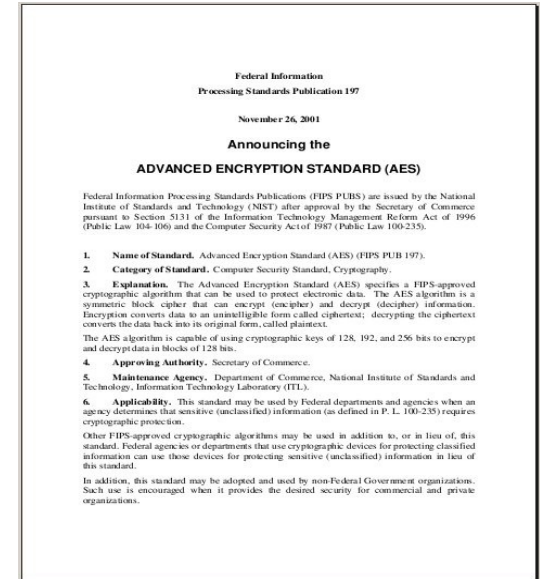 Federal Information
Processing Standards Publication 197
November 26, 2001
Announcing the
ADVANCED ENCRYPTION STANDARD (AES)
Federal Information Processing Standards Publications (FIPS PUBS) are issued by the National
Institute of Standards and Technology (NIST) after approval by the Secretary of Commerce
pursuant to Section 5131 of the Information Technology Management Reform Act of 1996
(Public Law 104-106) and the Computer Security Act of 1987 (Public Law 100-235).
1. Name of Standard. Advanced Encryption Standard (AES) (FIPS PUB 197).
2. Category of Standard. Computer Security Standard, Cryptography.
3. Explanation. The Advanced Encryption Standard (AES) specifies a FIPS-approved
cryptographic algorithm that can be used to protect electronic data. The AES algorithm is a
symmetric block cipher that can encrypt (encipher) and decrypt (decipher) information.
Encryption converts data to an unintelligible form called ciphertext; decrypting the ciphertext
converts the data back into its original form, called plaintext.
The AES algorithm is capable of using cryptographic keys of 128, 192, and 256 bits to encrypt
and decrypt data in blocks of 128 bits.
4. Approving Authority. Secretary of Commerce.
5. Maintenance Agency. Department of Commerce, National Institute of Standards and
Technology, Information Technology Laboratory (ITL).
6. Applicability. This standard may be used by Federal departments and agencies when an
agency determines that sensitive (unclassified) information (as defined in P. L. 100-235) requires
cryptographic protection.
Other FIPS-approved cryptographic algorithms may be used in addition to, or in lieu of, this
standard. Federal agencies or departments that use cryptographic devices for protecting classified
information can use those devices for protecting sensitive (unclassified) information in lieu of
this standard.
In addition, this standard may be adopted and used by non-Federal Government organizations.
Such use is encouraged when it provides the desired security for commercial and private
organizations.